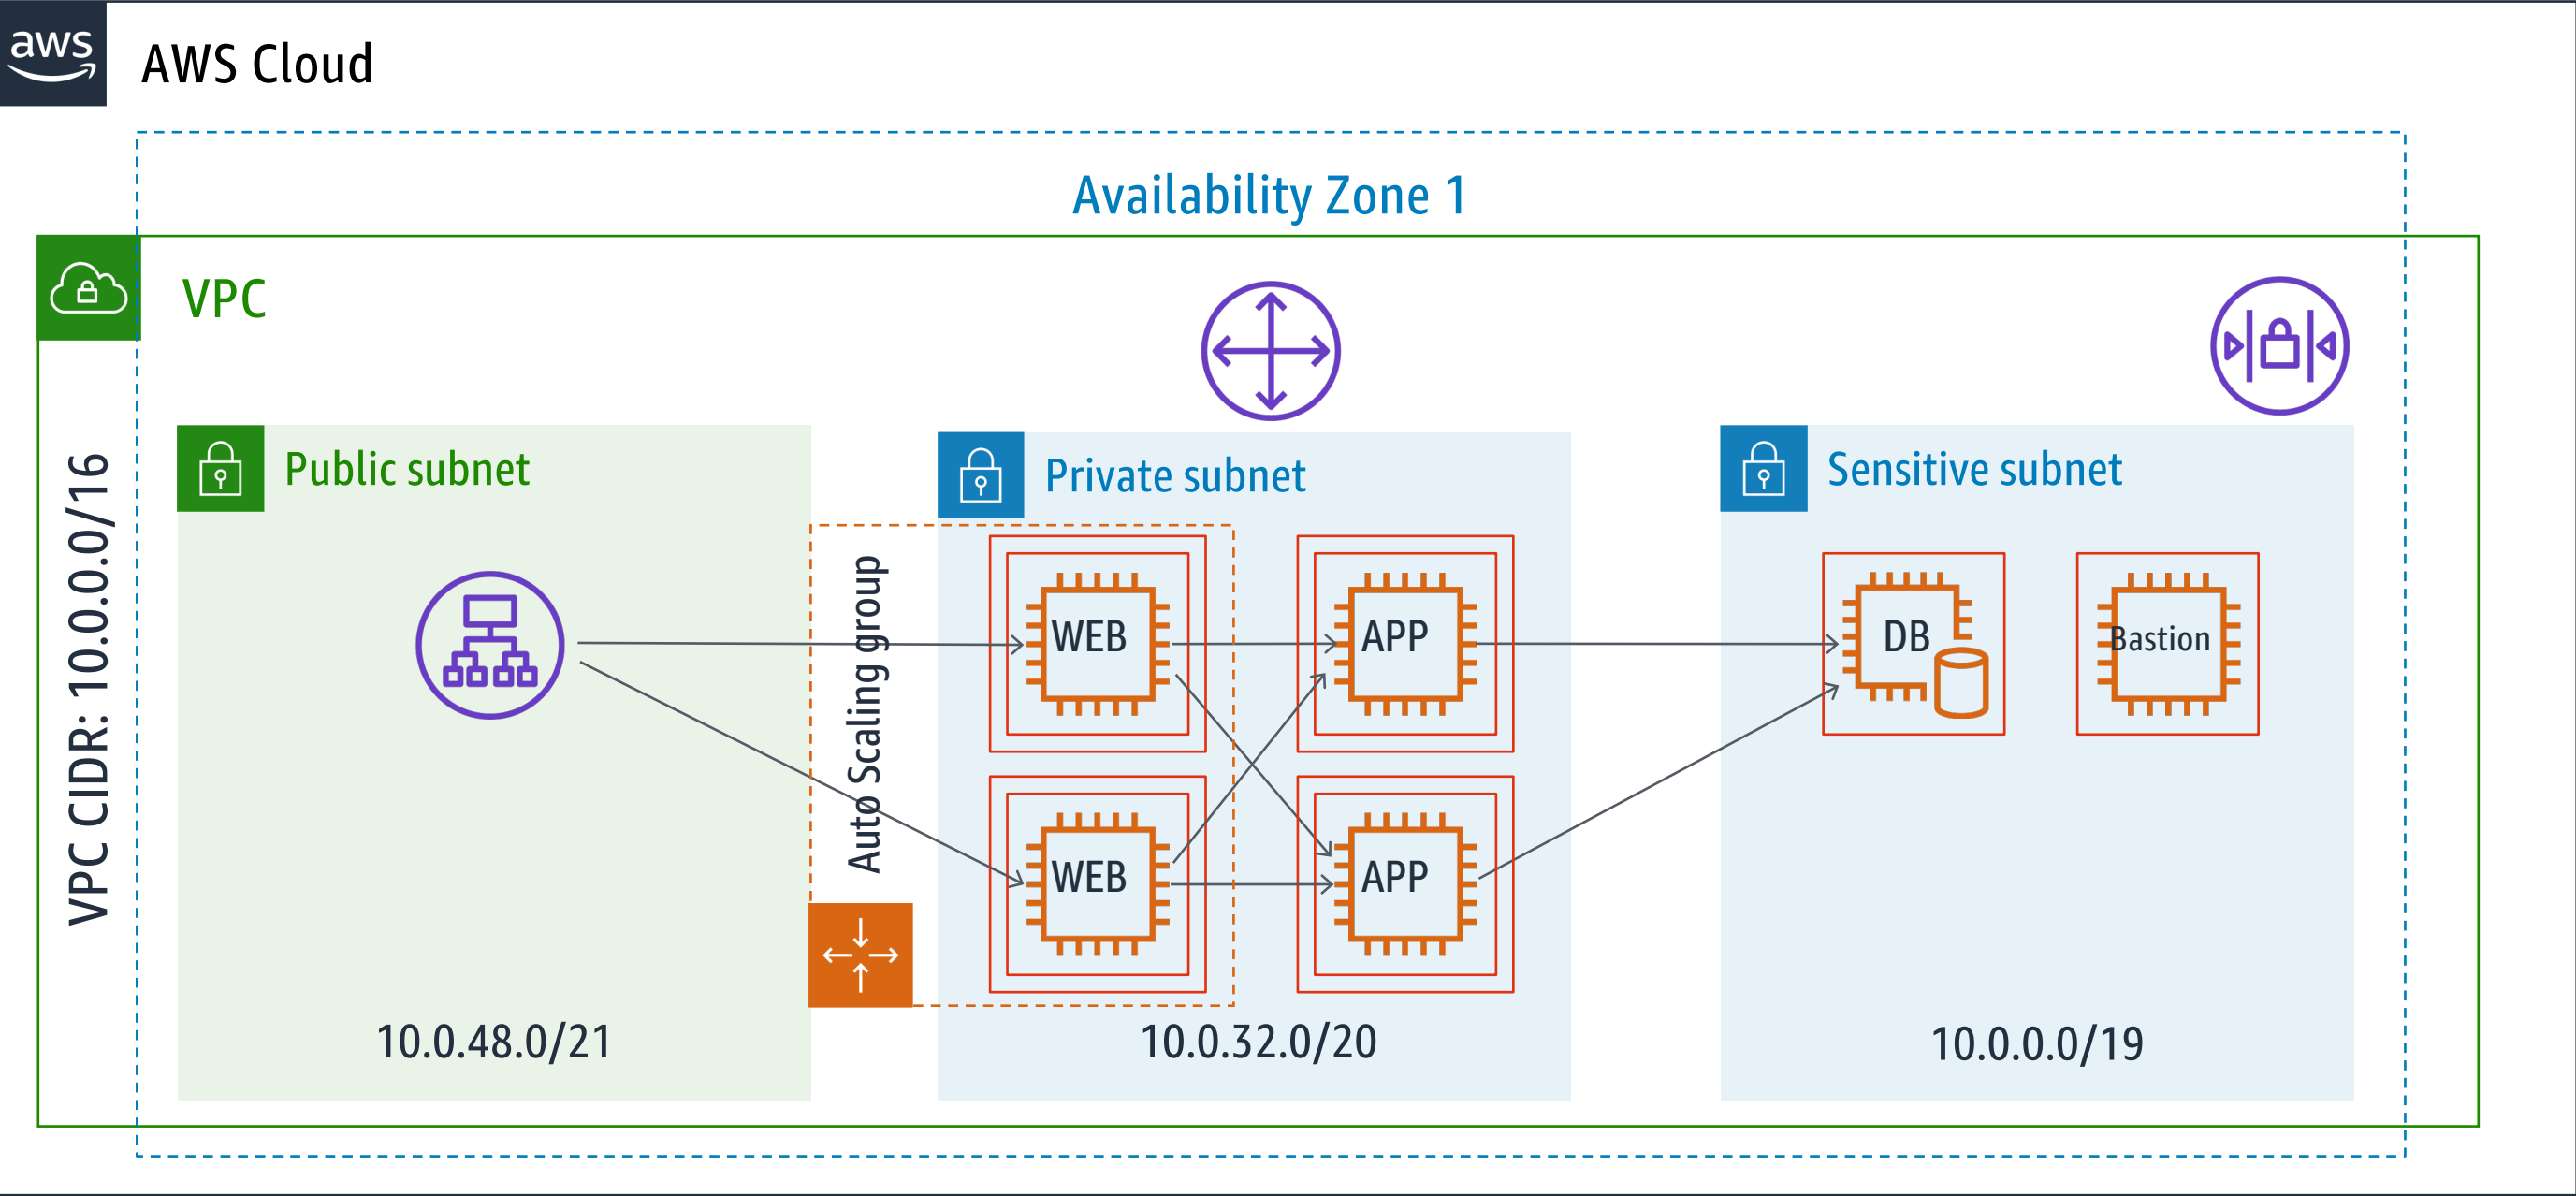 aws
AWS Cloud
Availability Zone 1
VPC
VPC CIDR: 10.0.0.0/16
Public subnet
Private subnet
Sensitive subnet
Auto Scaling group
WEB
APP
DB
Bastion
WEB
APP
10.0.48.0/21
10.0.32.0/20
10.0.0.0/19